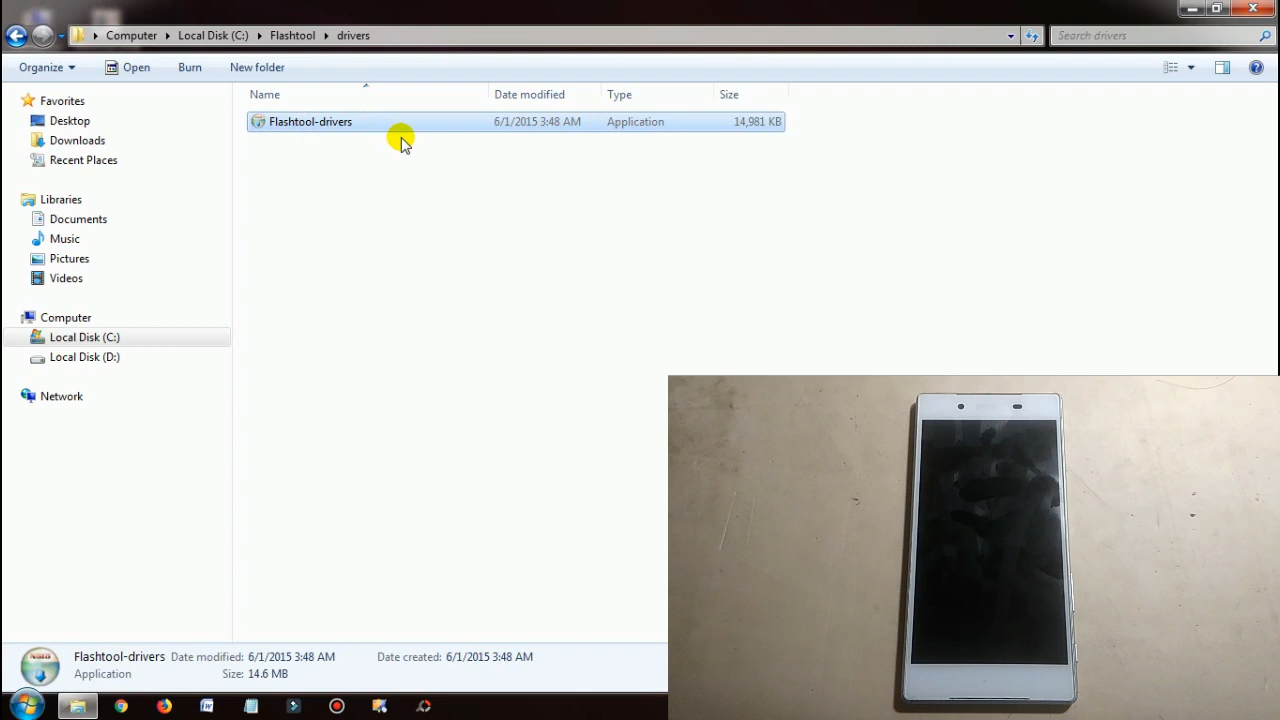 Computer Local Disk (C:) Flashtool drivers
Search drivers
Organize Open Burn New folder
Favorites
Desktop
Downloads
Recent Places
Libraries
Documents
Music
Pictures
Videos
Computer
Local Disk (C:)
Local Disk (D:)
Network
Name Date modified Type Size
Flashtool-drivers 6/1/2015 3:48 AM Application 14,981 KB
Flashtool-drivers Date modified: 6/1/2015 3:48 AM Date created: 6/1/2015 3:48 AM
Application Size: 14.6 MB